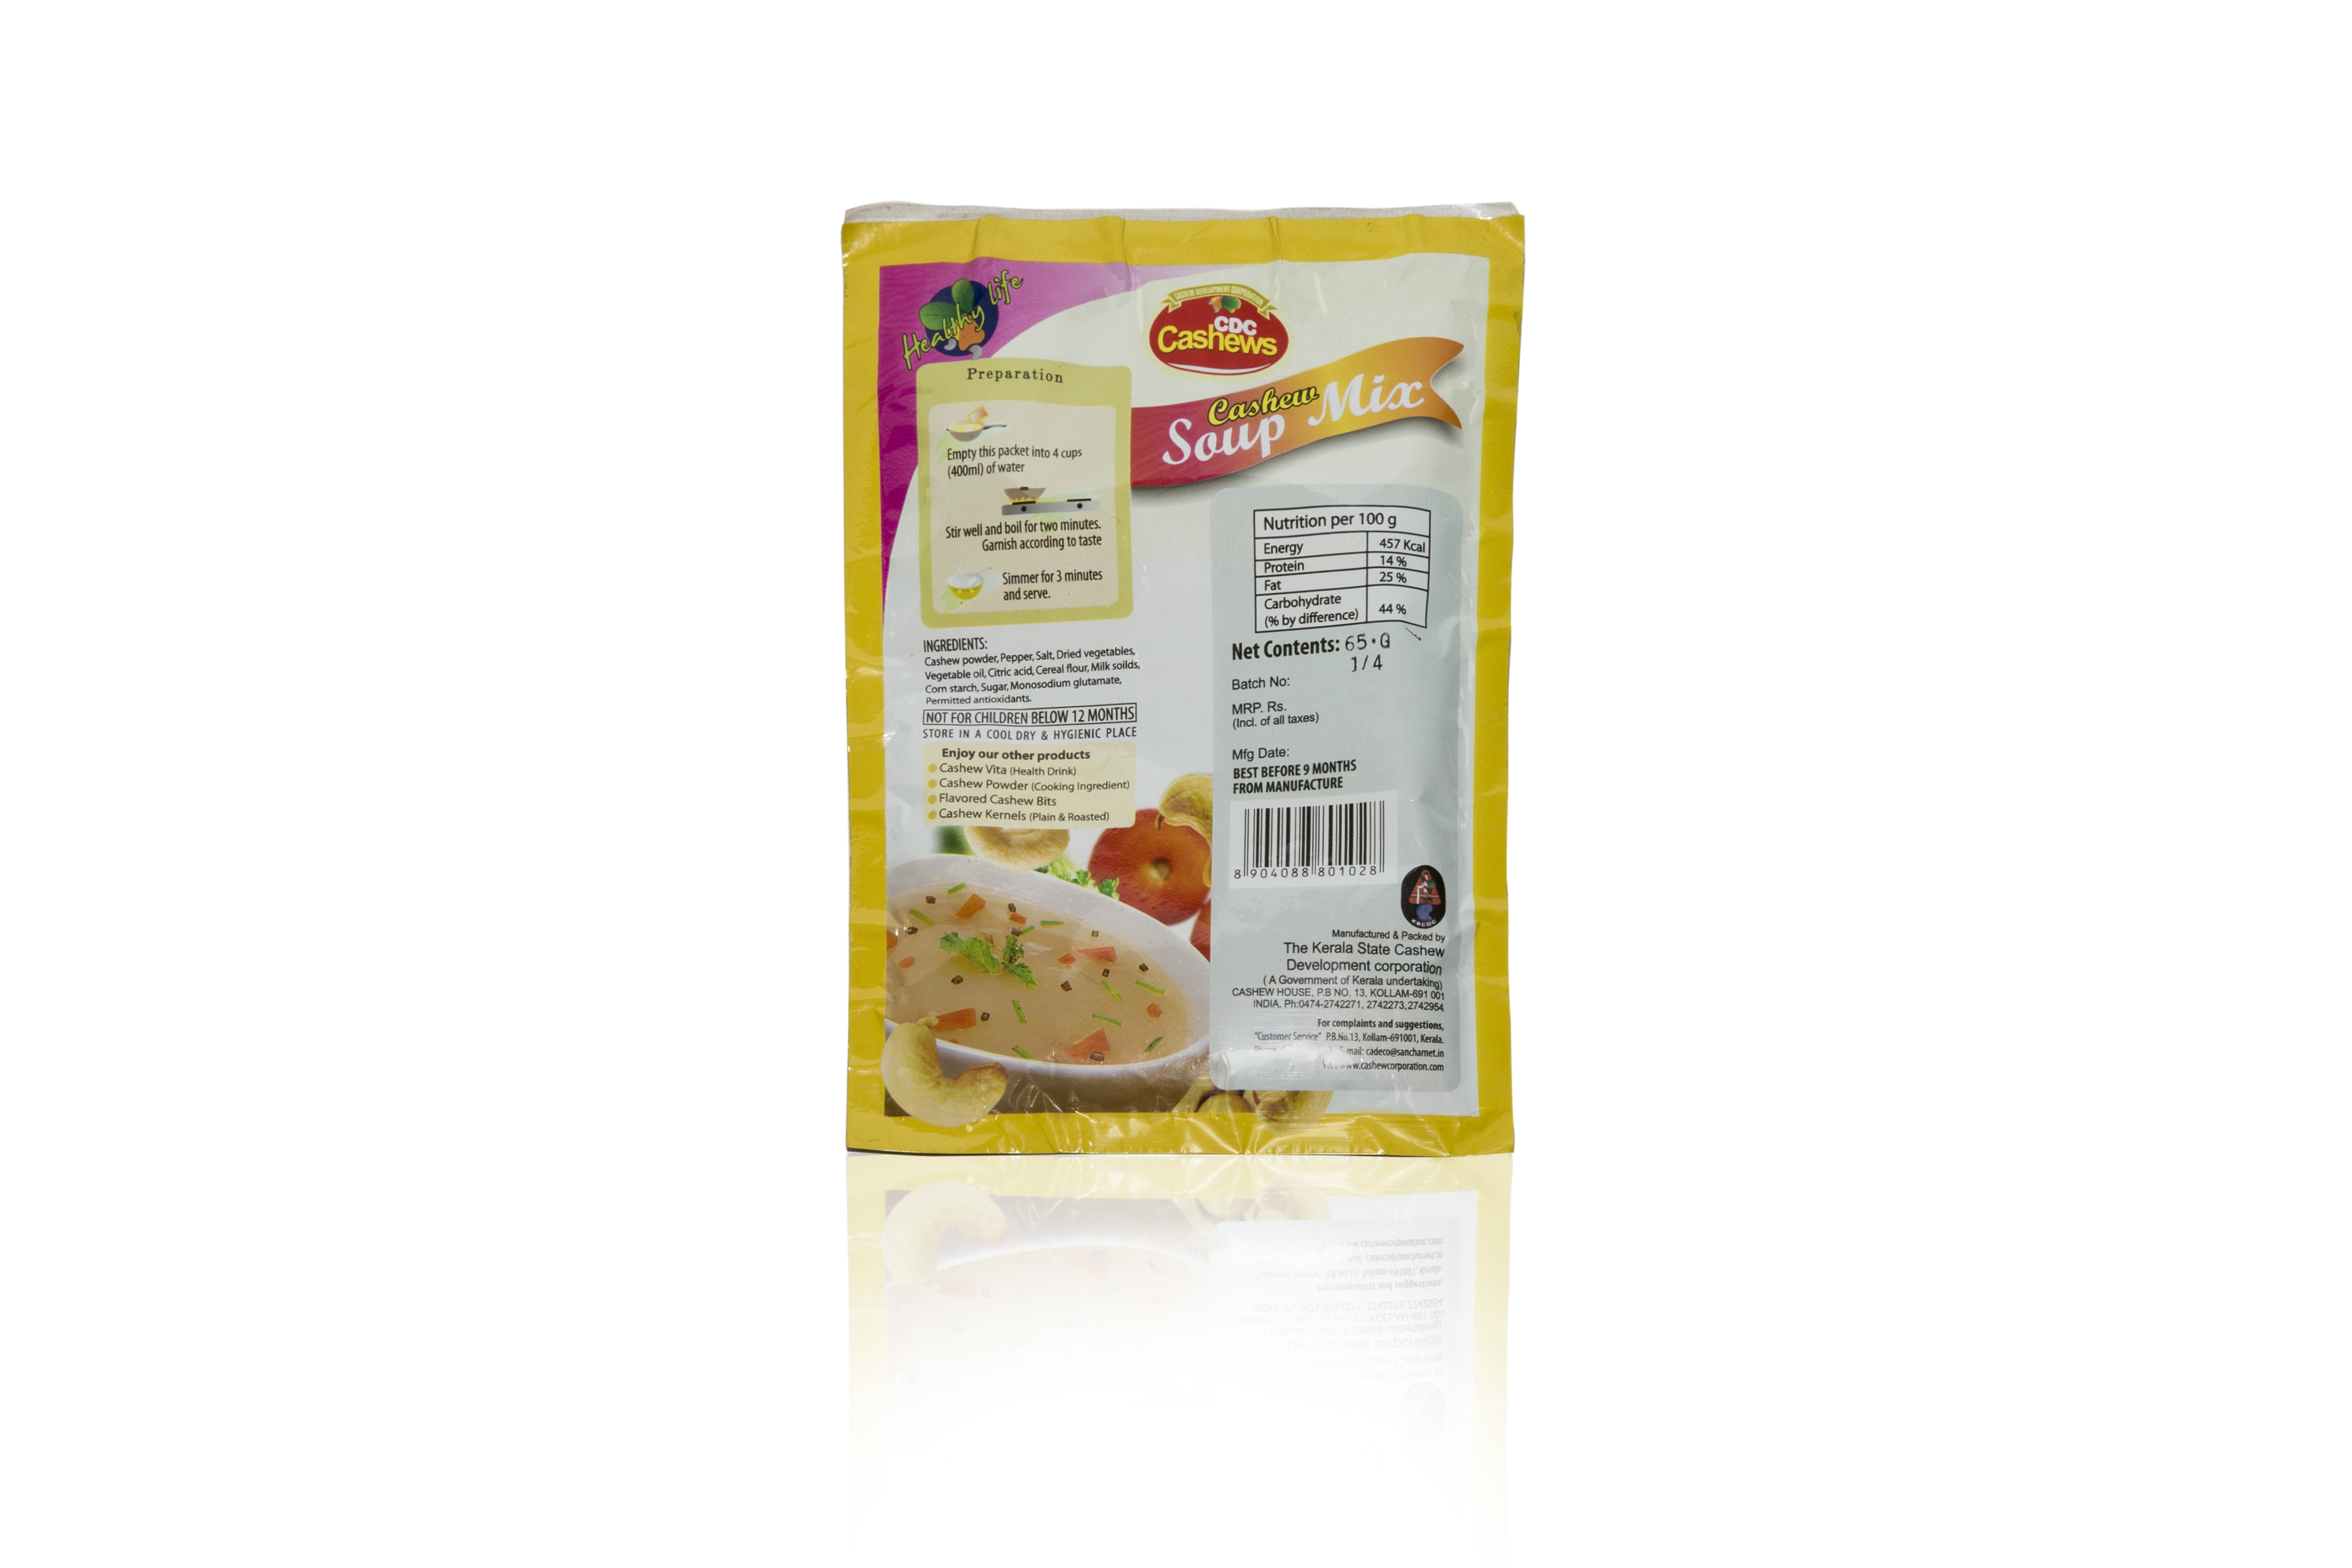 Healthy life
CASHEW DEVELOPMENT CORPORATION
CDC
Cashews
Cashew
Soup Mix
Preparation
Empty this packet into 4 cups
(400ml) of water
Stir well and boil for two minutes.
Garnish according to taste
Simmer for 3 minutes
and serve.
INGREDIENTS:
Cashew powder, Pepper, Salt, Dried vegetables,
Vegetable oil, Citric acid, Cereal flour, Milk soilds,
Corn starch, Sugar, Monosodium glutamate,
Permitted antioxidants.
NOT FOR CHILDREN BELOW 12 MONTHS
STORE IN A COOL DRY & HYGIENIC PLACE
Enjoy our other products
Cashew Vita (Health Drink)
Cashew Powder (Cooking Ingredient)
Flavored Cashew Bits
Cashew Kernels (Plain & Roasted)
Nutrition per 100 g
Energy 457 Kcal
Protein 14 %
Fat 25 %
Carbohydrate
(% by difference) 44 %
Net Contents: 65·G
1/4
Batch No:
MRP. Rs.
(Incl. of all taxes)
Mfg Date:
BEST BEFORE 9 MONTHS
FROM MANUFACTURE
8 904088 801028
KSCDC
Manufactured & Packed by
The Kerala State Cashew
Development corporation
( A Government of Kerala undertaking)
CASHEW HOUSE, P.B NO. 13, KOLLAM-691 001
INDIA. Ph:0474-2742271, 2742273,2742954
For complaints and suggestions,
"Customer Service" P.B.No.13, Kollam-691001, Kerala.
E-mail: cadeco@sancharnet.in
www.cashewcorporation.com